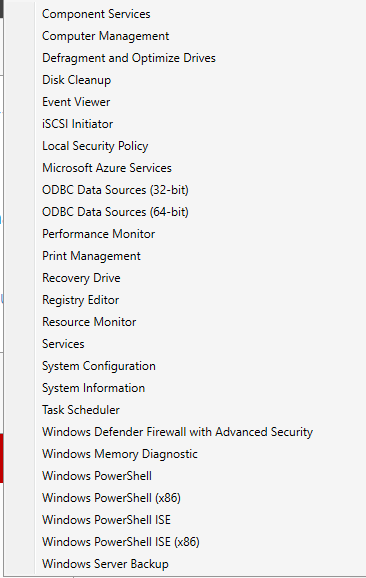 Component Services
Computer Management
Defragment and Optimize Drives
Disk Cleanup
Event Viewer
iSCSI Initiator
Local Security Policy
Microsoft Azure Services
ODBC Data Sources (32-bit)
ODBC Data Sources (64-bit)
Performance Monitor
Print Management
Recovery Drive
Registry Editor
Resource Monitor
Services
System Configuration
System Information
Task Scheduler
Windows Defender Firewall with Advanced Security
Windows Memory Diagnostic
Windows PowerShell
Windows PowerShell (x86)
Windows PowerShell ISE
Windows PowerShell ISE (x86)
Windows Server Backup